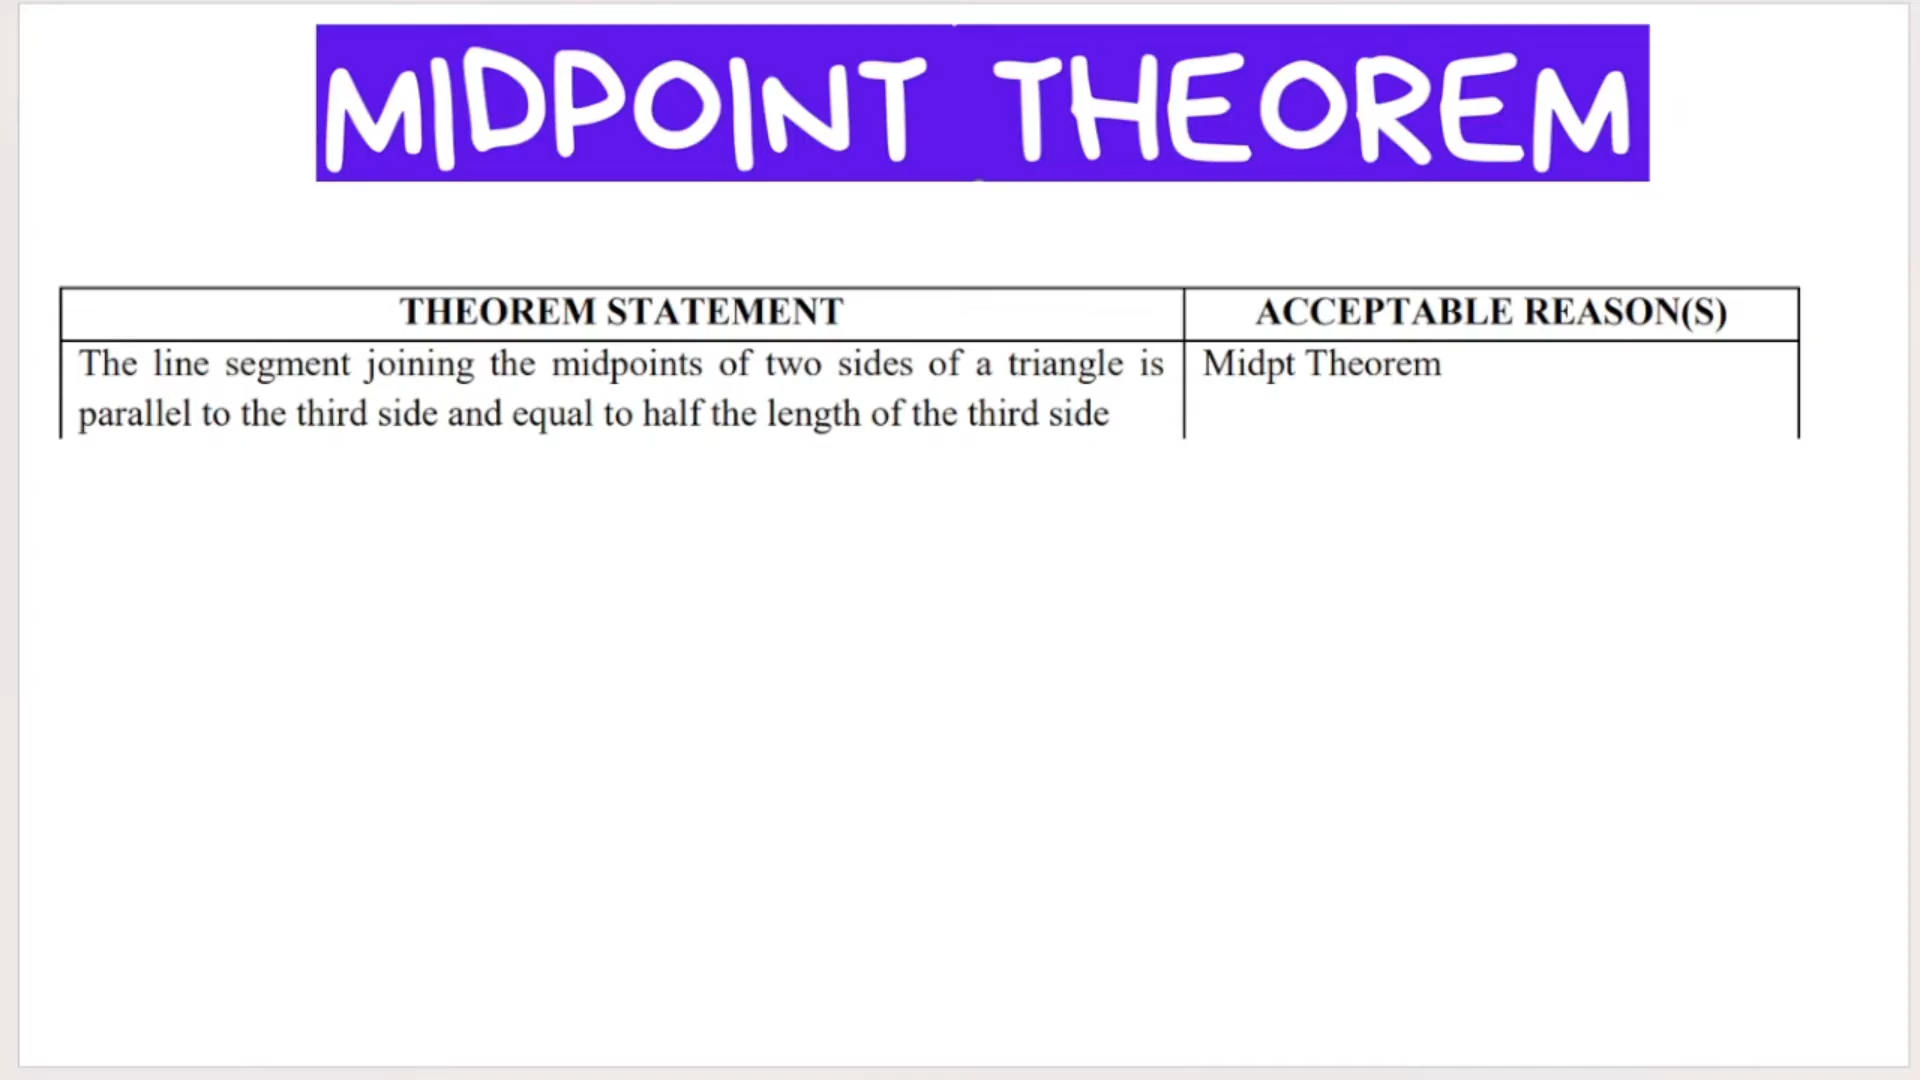 MIDPOINT THEOREM
THEOREM STATEMENT
ACCEPTABLE REASON(S)
The line segment joining the midpoints of two sides of a triangle is
parallel to the third side and equal to half the length of the third side
Midpt Theorem